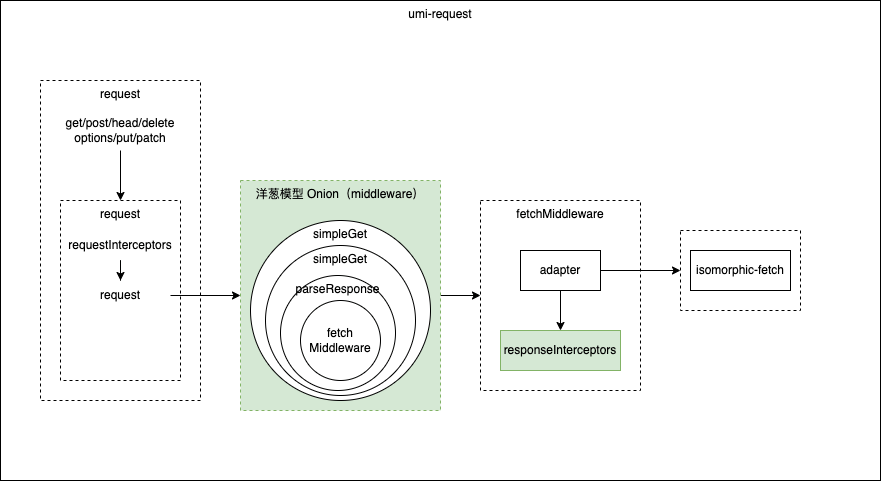 umi-request
request
get/post/head/delete
options/put/patch
request
requestInterceptors
request
洋葱模型 Onion（middleware）
simpleGet
simpleGet
parseResponse
fetch
Middleware
fetchMiddleware
adapter
responseInterceptors
isomorphic-fetch